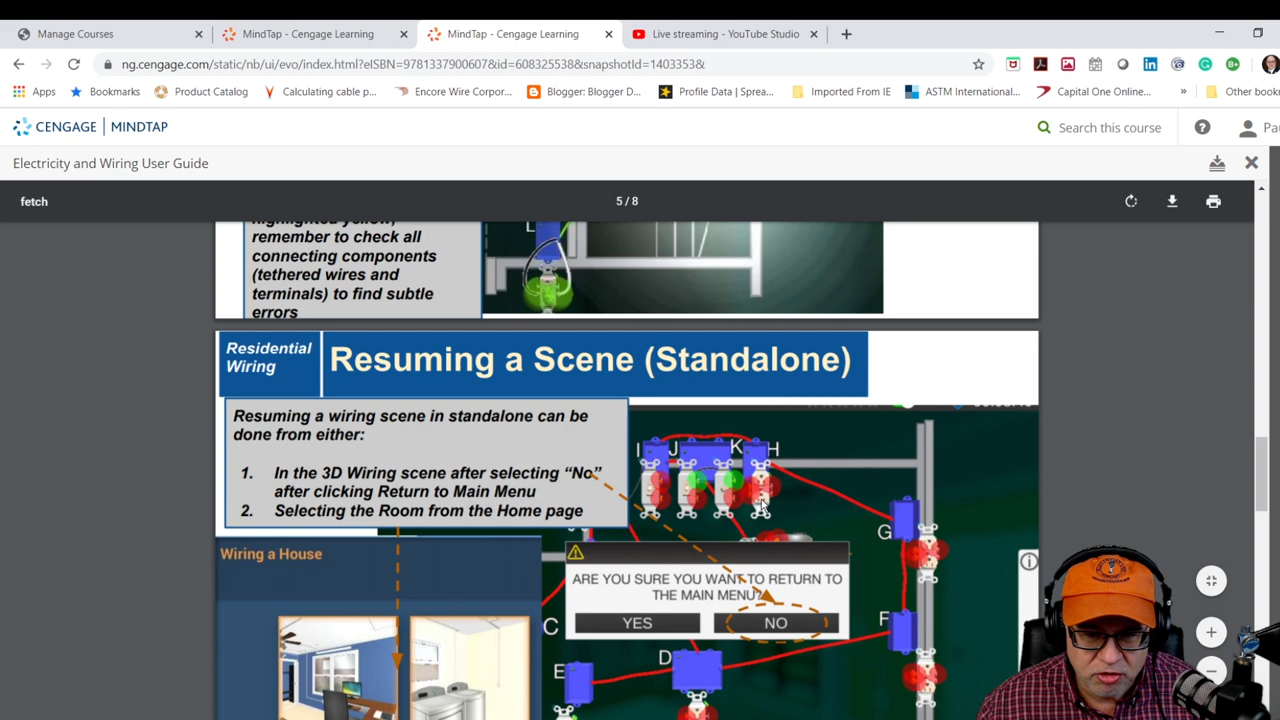 Manage Courses
MindTap - Cengage Learning
MindTap - Cengage Learning
Live streaming - YouTube Studio
ng.cengage.com/static/nb/ui/evo/index.html?eISBN=9781337900607&id=608325538&snapshotId=1403353&
Apps
Bookmarks
Product Catalog
Calculating cable p...
Encore Wire Corpor...
Blogger: Blogger D...
Profile Data | Sprea...
Imported From IE
ASTM International...
Capital One Online...
»
Other book
CENGAGE | MINDTAP
Search this course
Pa
Electricity and Wiring User Guide
fetch
5 / 8
highlighted yellow,
remember to check all
connecting components
(tethered wires and
terminals) to find subtle
errors
L
Residential
Wiring
Resuming a Scene (Standalone)
Resuming a wiring scene in standalone can be
done from either:
1. In the 3D Wiring scene after selecting “No”
after clicking Return to Main Menu
2. Selecting the Room from the Home page
I
J
K
H
G
Wiring a House
ARE YOU SURE YOU WANT TO RETURN TO
THE MAIN MENU?
YES
NO
C
F
D
E